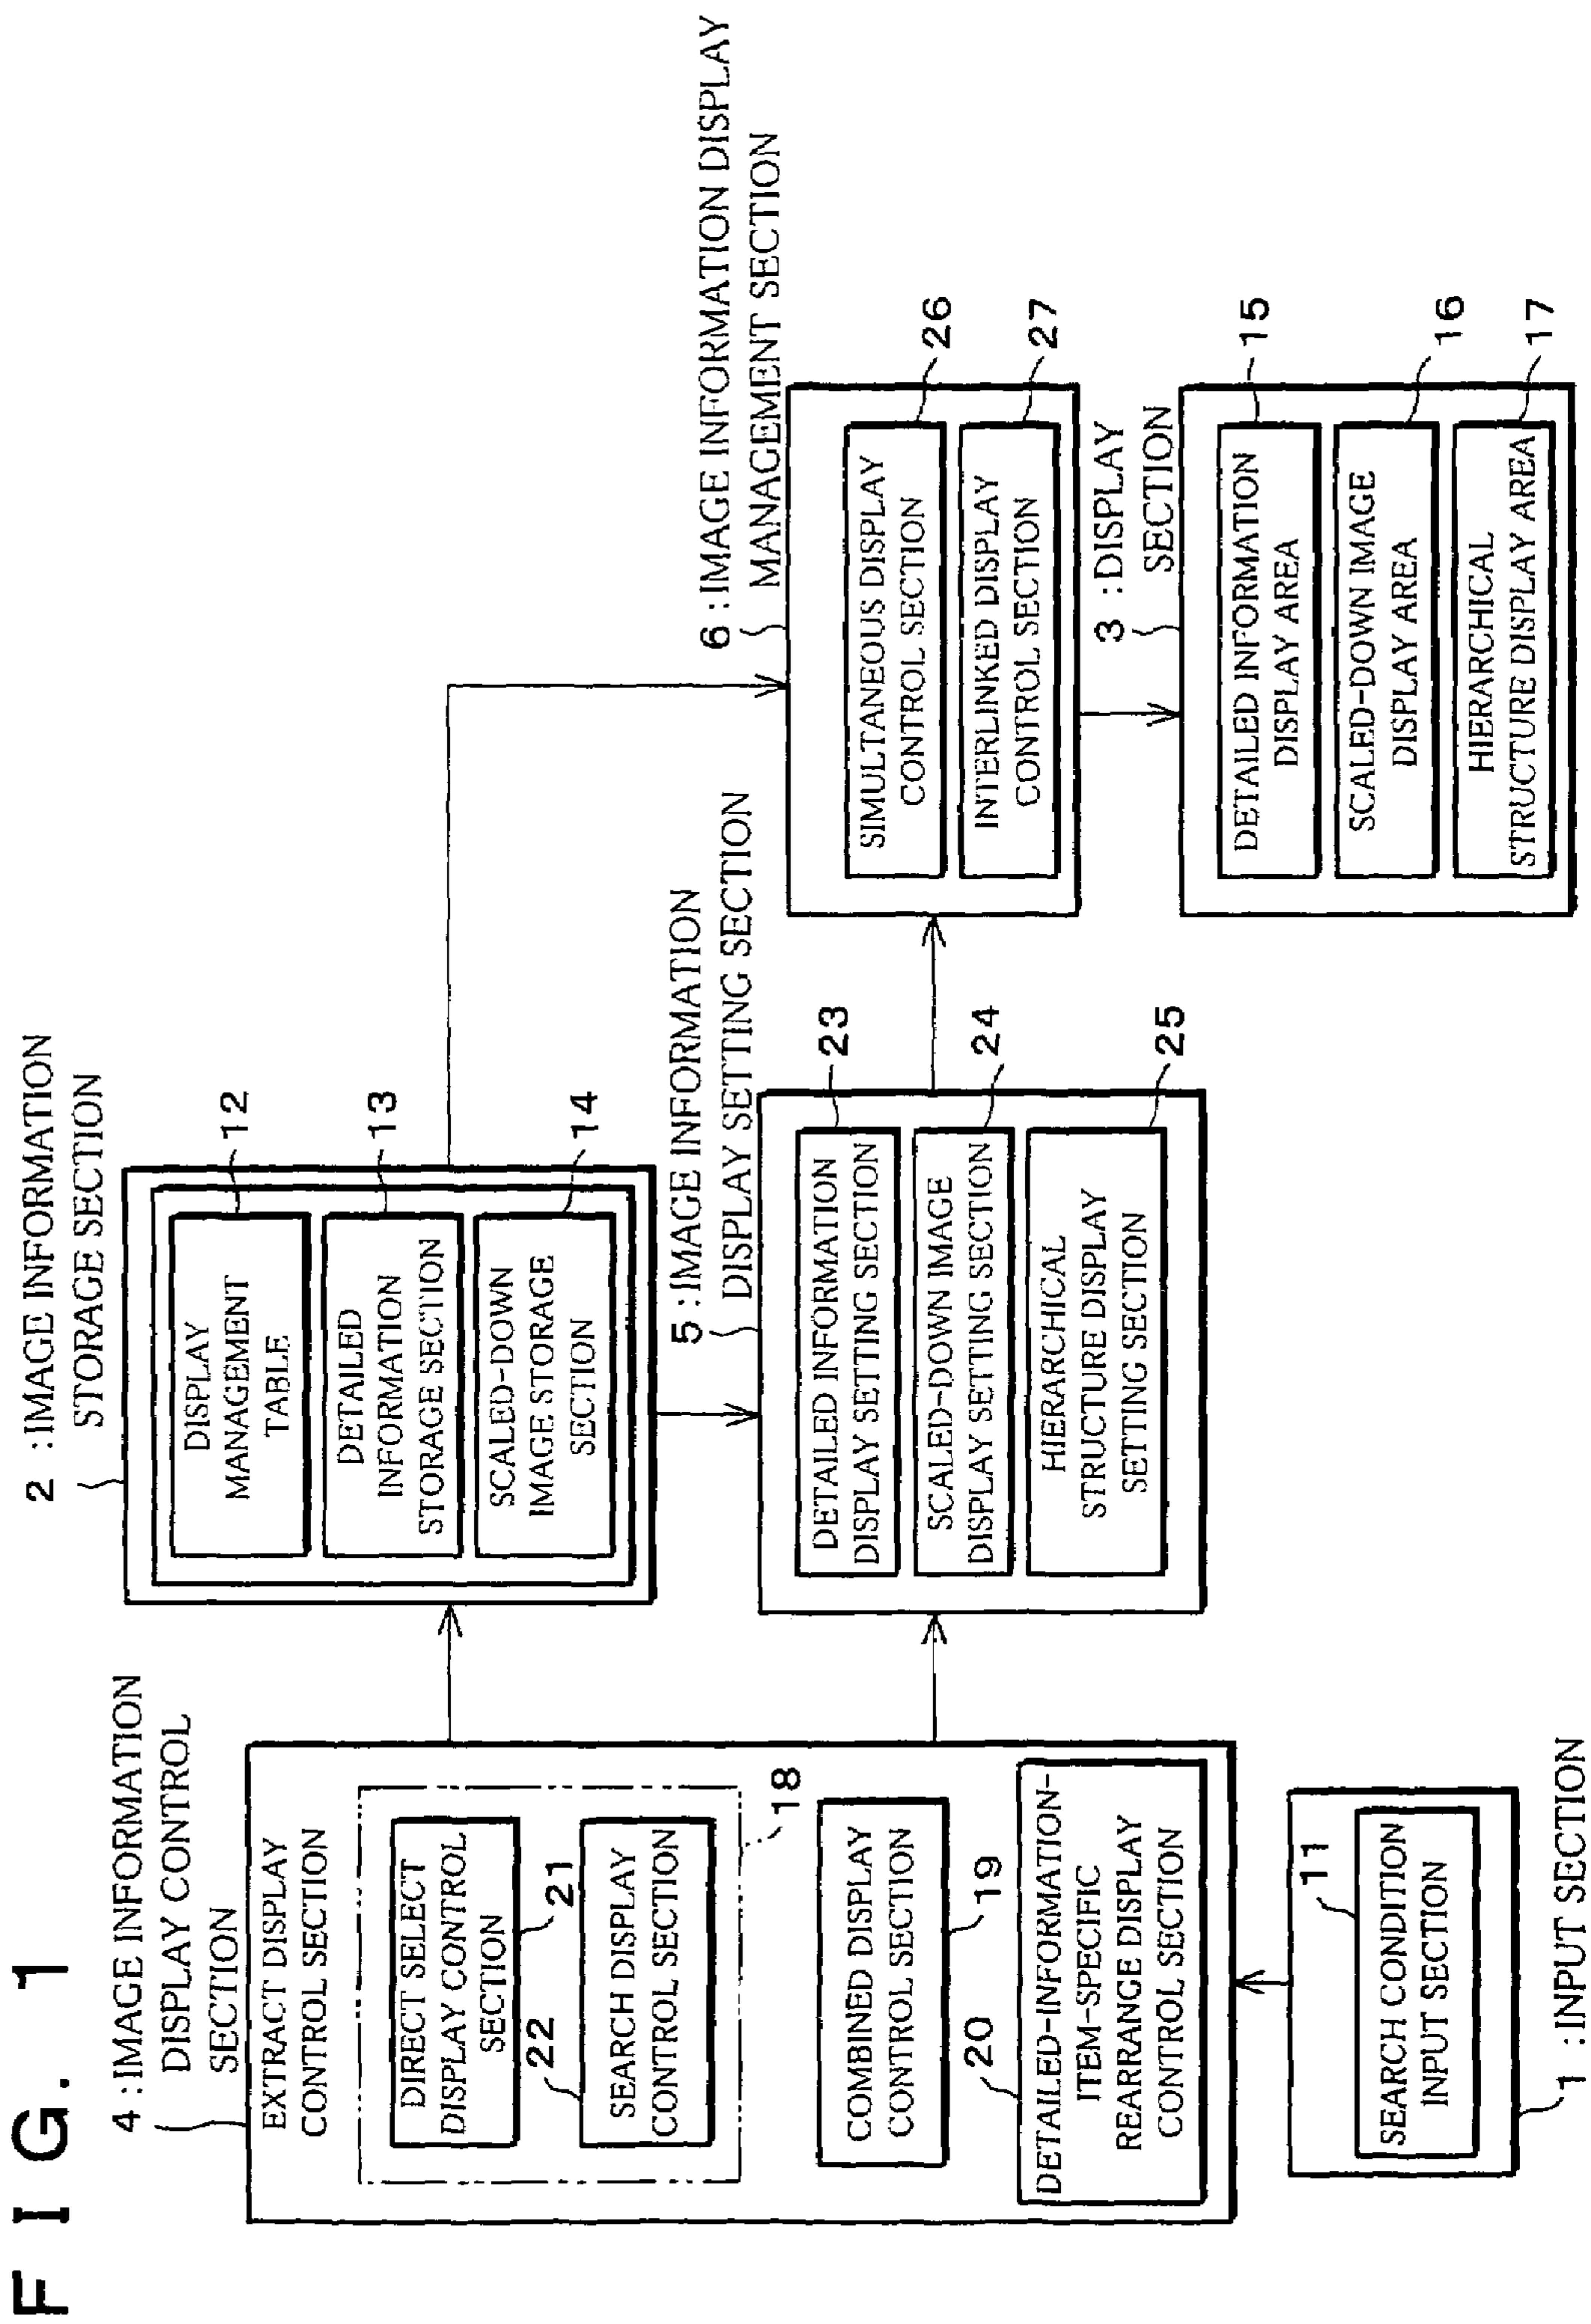 FIG. 1
4 : IMAGE INFORMATION
DISPLAY CONTROL
SECTION
EXTRACT DISPLAY
CONTROL SECTION
DIRECT SELECT
DISPLAY CONTROL
SECTION
21
22
SEARCH DISPLAY
CONTROL SECTION
18
COMBINED DISPLAY
CONTROL SECTION
19
20
DETAILED-INFORMATION-
ITEM-SPECIFIC
REARRANGE DISPLAY
CONTROL SECTION
11
SEARCH CONDITION
INPUT SECTION
1 : INPUT SECTION
2 : IMAGE INFORMATION
STORAGE SECTION
DISPLAY
MANAGEMENT
TABLE
12
DETAILED
INFORMATION
STORAGE SECTION
13
SCALED-DOWN
IMAGE STORAGE
SECTION
14
5 : IMAGE INFORMATION
DISPLAY SETTING SECTION
DETAILED INFORMATION
DISPLAY SETTING SECTION
23
SCALED-DOWN IMAGE
DISPLAY SETTING SECTION
24
HIERARCHICAL
STRUCTURE DISPLAY
SETTING SECTION
25
6 : IMAGE INFORMATION DISPLAY
MANAGEMENT SECTION
SIMULTANEOUS DISPLAY
CONTROL SECTION
26
INTERLINKED DISPLAY
CONTROL SECTION
27
3 : DISPLAY
SECTION
DETAILED INFORMATION
DISPLAY AREA
15
SCALED-DOWN IMAGE
DISPLAY AREA
16
HIERARCHICAL
STRUCTURE DISPLAY AREA
17